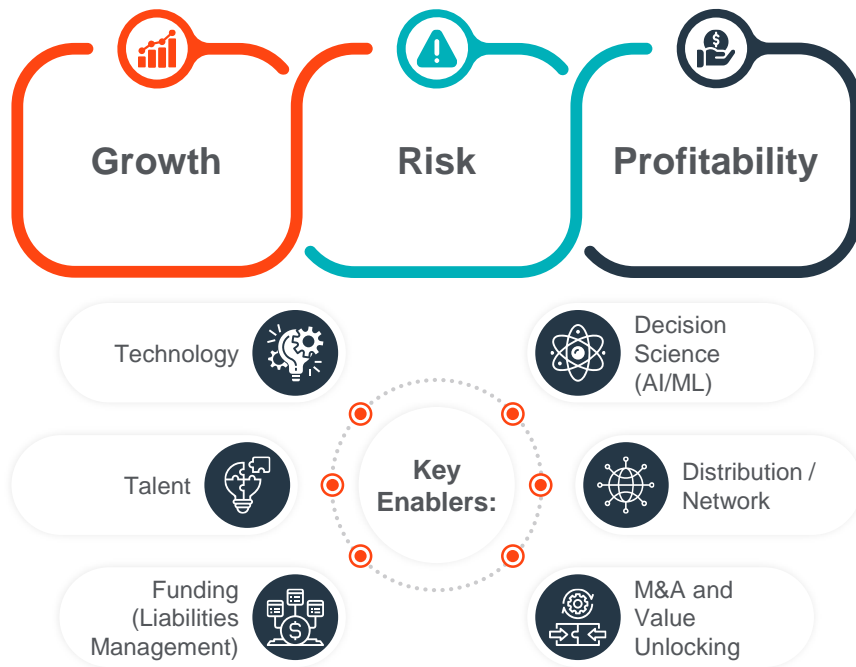 Growth
Risk
Profitability
Technology
Decision
Science
(AI/ML)
Talent
Key
Enablers:
Distribution /
Network
Funding
(Liabilities
Management)
M&A and
Value
Unlocking